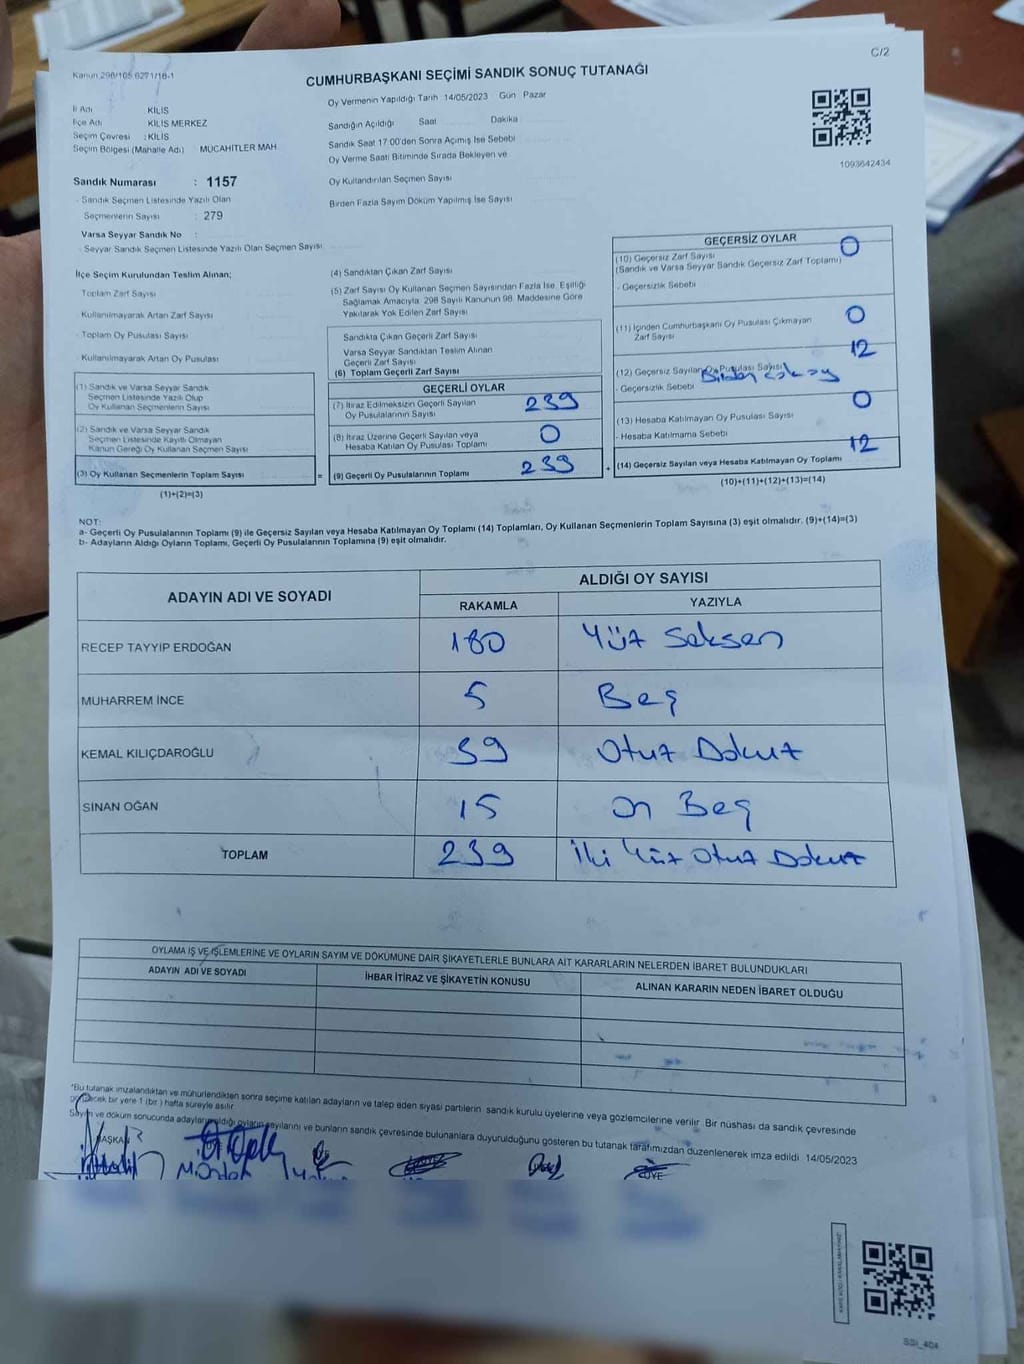 C/2
Kanun 298/105 6271/18-1
CUMHURBAŞKANI SEÇİMİ SANDIK SONUÇ TUTANAĞI
İl Adı KİLİS
İlçe Adı KİLİS MERKEZ
Seçim Çevresi : KİLİS
Seçim Bölgesi (Mahalle Adı) MÜCAHİTLER MAH
Sandık Numarası : 1157
- Sandık Seçmen Listesinde Yazılı Olan
Seçmenlerin Sayısı : 279
Varsa Seyyar Sandık No :
- Seyyar Sandık Seçmen Listesinde Yazılı Olan Seçmen Sayısı
Oy Vermenin Yapıldığı Tarih 14/05/2023 Gün Pazar
Sandığın Açıldığı Saat Dakika
Sandık Saat 17:00'den Sonra Açımış İse Sebebi
Oy Verme Saati Bitiminde Sırada Bekleyen ve
Oy Kullandırılan Seçmen Sayısı
Birden Fazla Sayım Döküm Yapılmış İse Sayısı
1093642434
İlçe Seçim Kurulundan Teslim Alınan;
Toplam Zarf Sayısı
- Kullanılmayarak Artan Zarf Sayısı
- Toplam Oy Pusulası Sayısı
- Kullanılmayarak Artan Oy Pusulası
(1) Sandık ve Varsa Seyyar Sandık
Seçmen Listesinde Yazılı Olup
Oy Kullanan Seçmenlerin Sayısı
(2) Sandık ve Varsa Seyyar Sandık
Seçmen Listesinde Kayıtlı Olmayan
Kanun Gereği Oy Kullanan Seçmen Sayısı
(3) Oy Kullanan Seçmenlerin Toplam Sayısı =
(1)+(2)=(3)
(4) Sandıktan Çıkan Zarf Sayısı
(5) Zarf Sayısı Oy Kullanan Seçmen Sayısından Fazla İse, Eşitliği
Sağlamak Amacıyla, 298 Sayılı Kanunun 98. Maddesine Göre
Yakılarak Yok Edilen Zarf Sayısı
Sandıkta Çıkan Geçerli Zarf Sayısı
Varsa Seyyar Sandıktan Teslim Alınan
Geçerli Zarf Sayısı
(6) Toplam Geçerli Zarf Sayısı
GEÇERLİ OYLAR
(7) İtiraz Edilmeksizin Geçerli Sayılan 239
Oy Pusulalarının Sayısı
(8) İtiraz Üzerine Geçerli Sayılan veya 0
Hesaba Katılan Oy Pusulası Toplamı
(9) Geçerli Oy Pusulalarının Toplamı 239 +
GEÇERSİZ OYLAR
(10) Geçersiz Zarf Sayısı 0
(Sandık ve Varsa Seyyar Sandık Geçersiz Zarf Toplamı)
- Geçersizlik Sebebi
(11) İçinden Cumhurbaşkanı Oy Pusulası Çıkmayan 0
Zarf Sayısı
(12) Geçersiz Sayılan Oy Pusulası Sayısı 12
- Geçersizlik Sebebi Birden çok oy
(13) Hesaba Katılmayan Oy Pusulası Sayısı 0
- Hesaba Katılmama Sebebi
(14) Geçersiz Sayılan veya Hesaba Katılmayan Oy Toplamı 12
(10)+(11)+(12)+(13)=(14)
NOT:
a- Geçerli Oy Pusulalarının Toplamı (9) ile Geçersiz Sayılan veya Hesaba Katılmayan Oy Toplamı (14) Toplamları, Oy Kullanan Seçmenlerin Toplam Sayısına (3) eşit olmalıdır. (9)+(14)=(3)
b- Adayların Aldığı Oyların Toplamı, Geçerli Oy Pusulalarının Toplamına (9) eşit olmalıdır.
ADAYIN ADI VE SOYADI ALDIĞI OY SAYISI
RAKAMLA YAZIYLA
RECEP TAYYIP ERDOĞAN 180 Yüz Seksen
MUHARREM İNCE 5 Beş
KEMAL KILIÇDAROĞLU 39 Otuz Dokuz
SİNAN OĞAN 15 On Beş
TOPLAM 239 İki Yüz Otuz Dokuz
OYLAMA İŞ VE İŞLEMLERİNE VE OYLARIN SAYIM VE DÖKÜMÜNE DAİR ŞİKAYETLERLE BUNLARA AİT KARARLARIN NELERDEN İBARET BULUNDUKLARI
ADAYIN ADI VE SOYADI İHBAR İTİRAZ VE ŞİKAYETİN KONUSU ALINAN KARARIN NEDEN İBARET OLDUĞU
*Bu tutanak imzalandıktan ve mühürlendikten sonra seçime katılan adayların ve talep eden siyasi partilerin sandık kurulu üyelerine veya gözlemcilerine verilir. Bir nüshası da sandık çevresinde
görülecek bir yere 1 (bir) hafta süreyle asılır.
Sayım ve döküm sonucunda adayların aldığı oyların sayılarını ve bunların sandık çevresinde bulunanlara duyurulduğunu gösteren bu tutanak tarafımızdan düzenlenerek imza edildi 14/05/2023
BAŞKAN
ÜYE
SSI_404